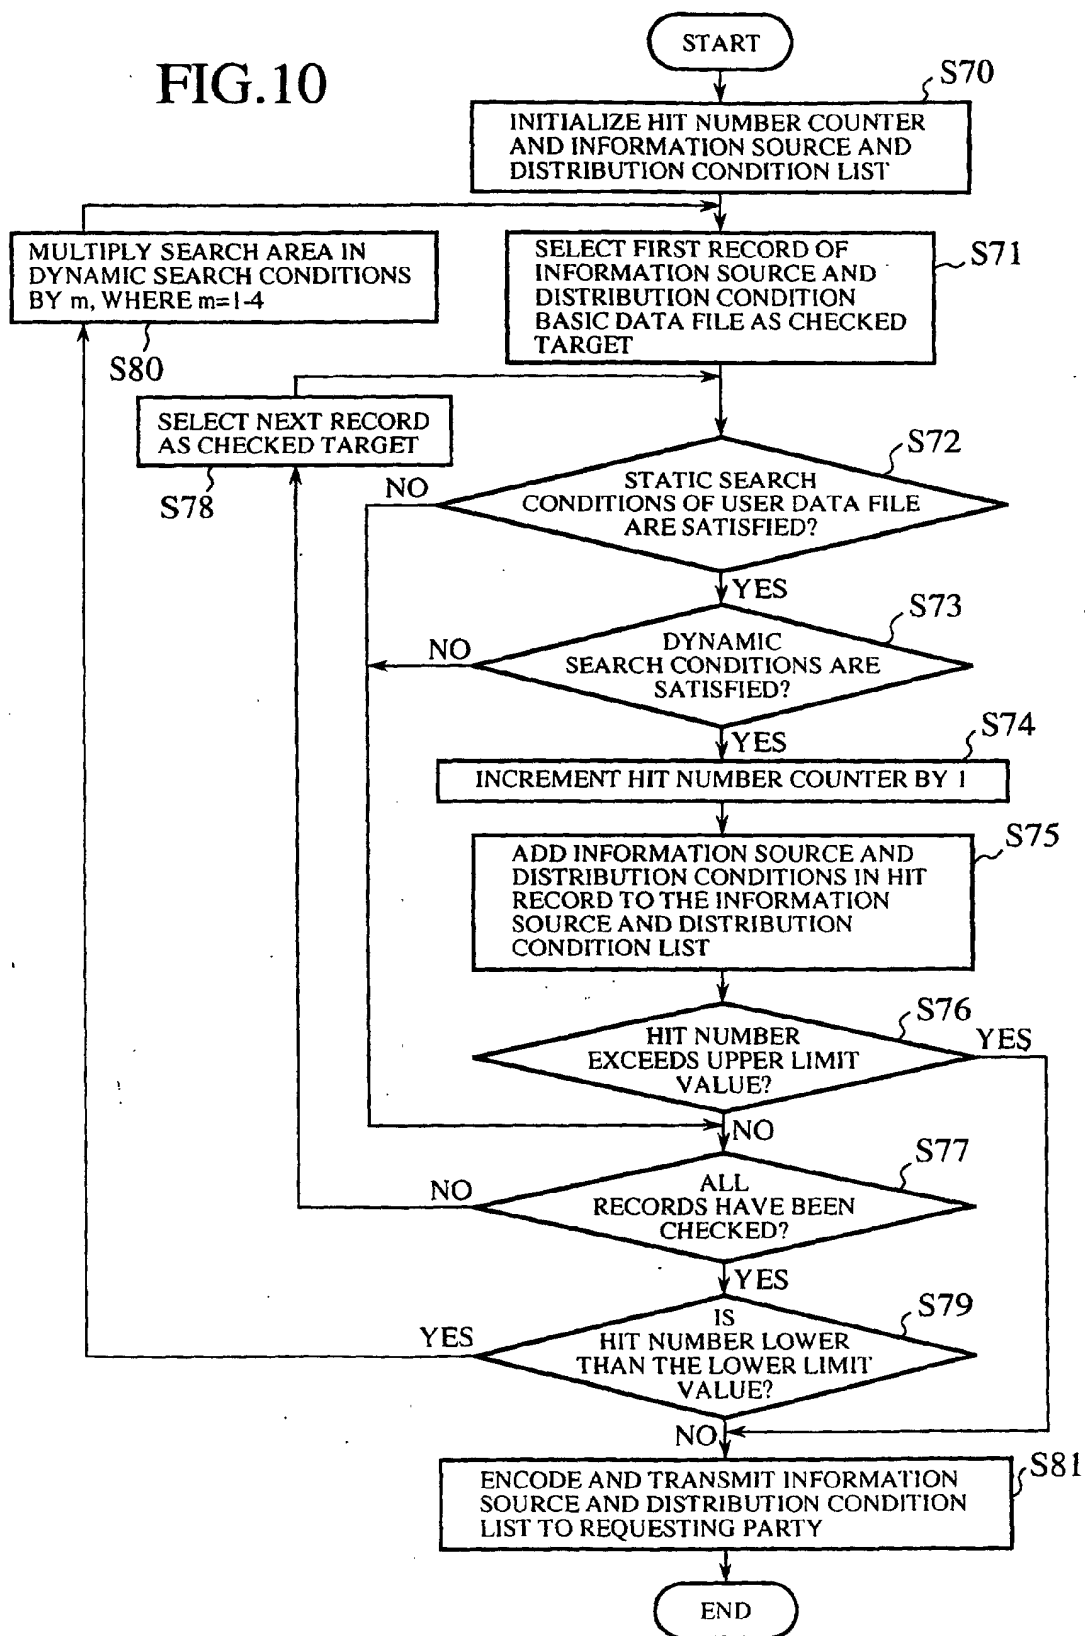 FIG.10
START
S70
INITIALIZE HIT NUMBER COUNTER
AND INFORMATION SOURCE AND
DISTRIBUTION CONDITION LIST
MULTIPLY SEARCH AREA IN
DYNAMIC SEARCH CONDITIONS
BY m, WHERE m=1-4
S80
S71
SELECT FIRST RECORD OF
INFORMATION SOURCE AND
DISTRIBUTION CONDITION
BASIC DATA FILE AS CHECKED
TARGET
SELECT NEXT RECORD
AS CHECKED TARGET
S78
S72
STATIC SEARCH
CONDITIONS OF USER DATA FILE
ARE SATISFIED?
NO
YES
S73
DYNAMIC
SEARCH CONDITIONS ARE
SATISFIED?
NO
YES
S74
INCREMENT HIT NUMBER COUNTER BY 1
S75
ADD INFORMATION SOURCE AND
DISTRIBUTION CONDITIONS IN HIT
RECORD TO THE INFORMATION
SOURCE AND DISTRIBUTION
CONDITION LIST
S76
HIT NUMBER
EXCEEDS UPPER LIMIT
VALUE?
YES
NO
S77
ALL
RECORDS HAVE BEEN
CHECKED?
NO
YES
S79
IS
HIT NUMBER LOWER
THAN THE LOWER LIMIT
VALUE?
YES
NO
S81
ENCODE AND TRANSMIT INFORMATION
SOURCE AND DISTRIBUTION CONDITION
LIST TO REQUESTING PARTY
END